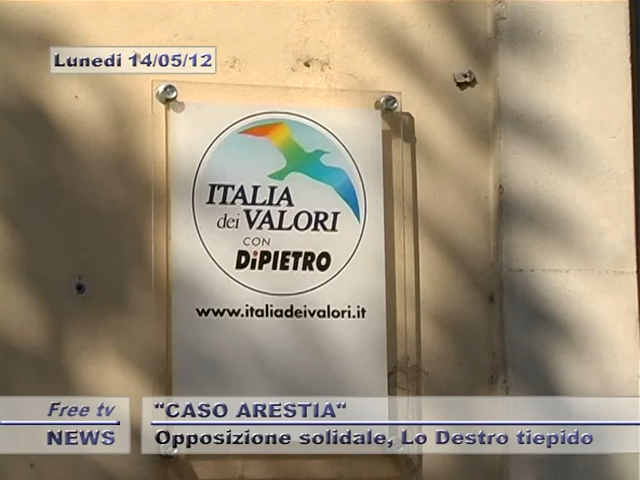 Lunedi 14/05/12
ITALIA
dei VALORI
CON
DiPIETRO
www.italiadeivalori.it
Free tv
"CASO ARESTIA"
NEWS
Opposizione solidale, Lo Destro tiepido